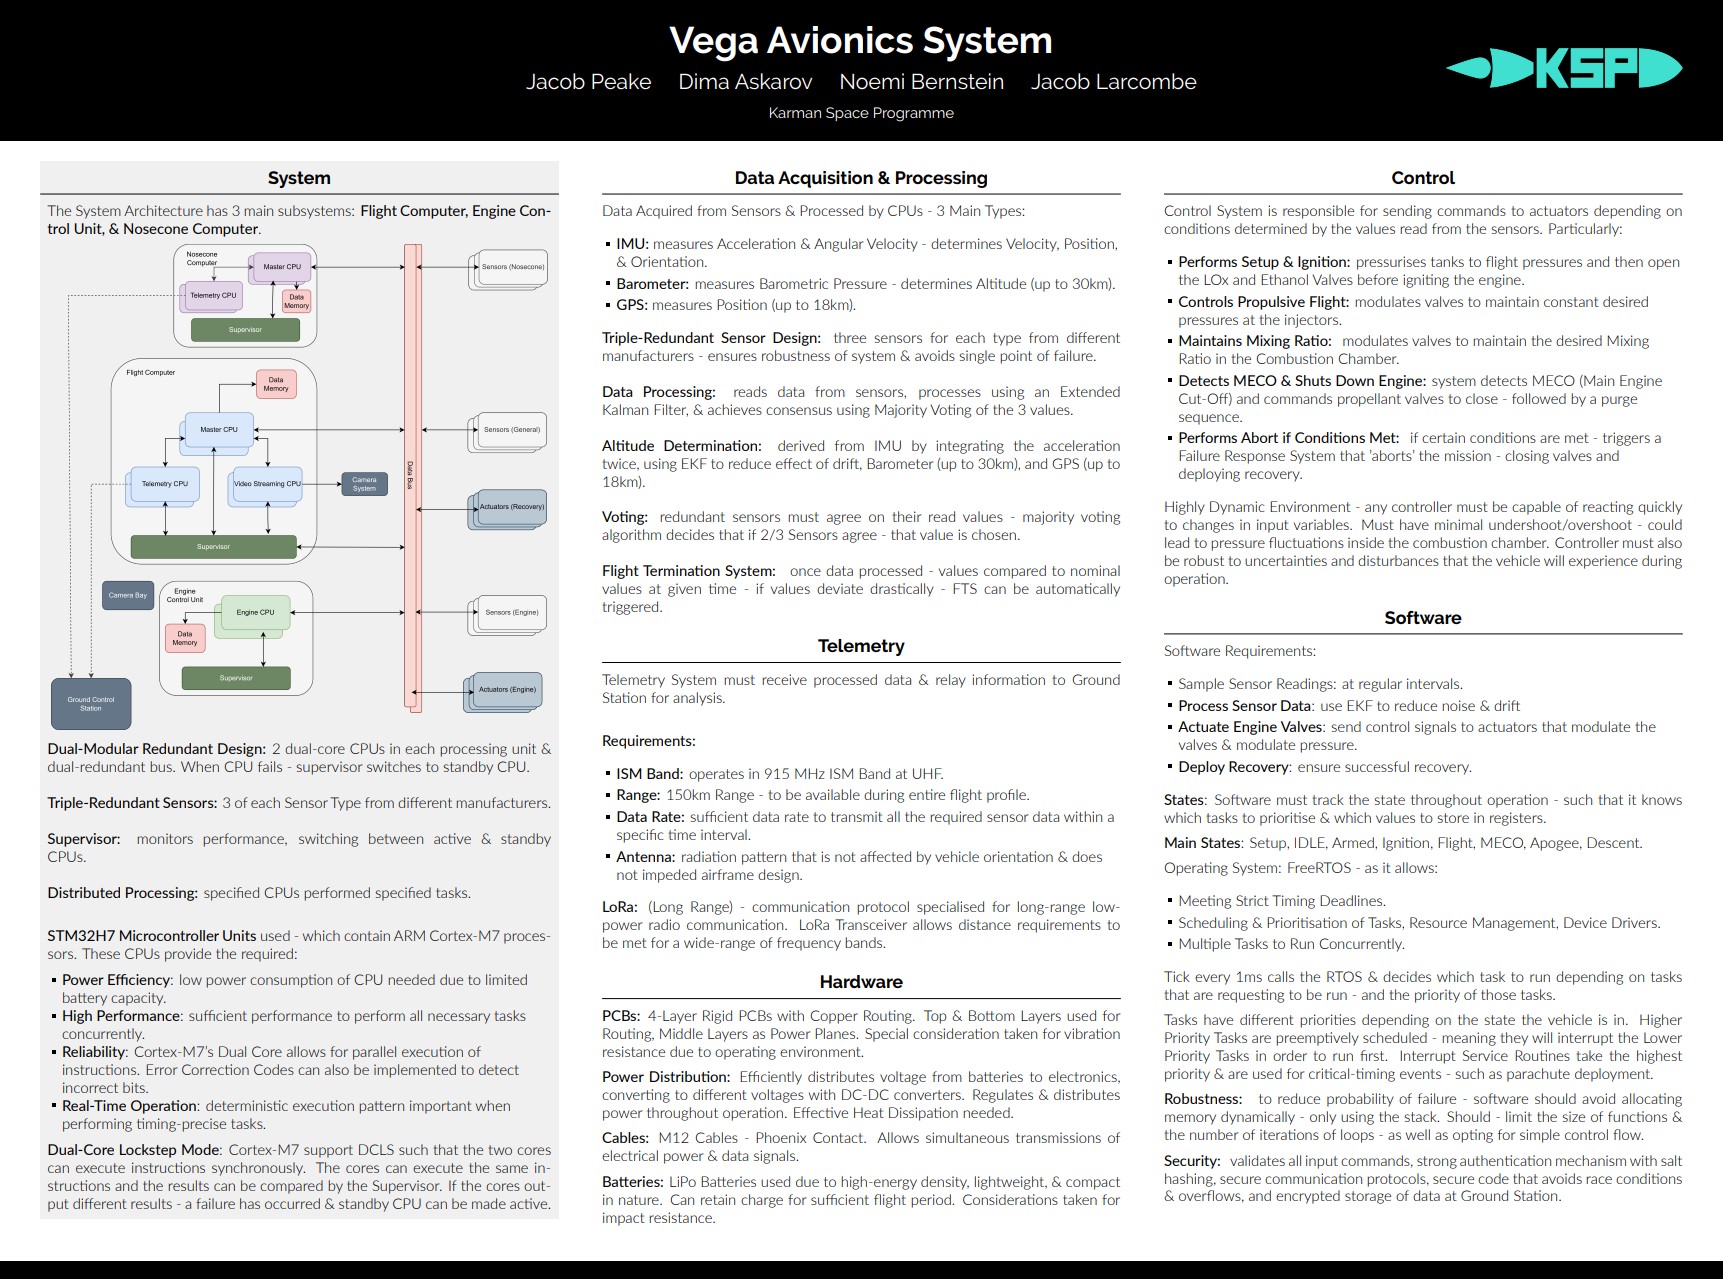 Vega Avionics System
Jacob Peake Dima Askarov Noemi Bernstein Jacob Larcombe
Karman Space Programme
KSP
System
The System Architecture has 3 main subsystems: Flight Computer, Engine Con-
trol Unit, & Nosecone Computer.
Nosecone
Computer
Master CPU
Telemetry CPU
Data
Memory
Supervisor
Sensors (Nosecone)
Flight Computer
Data
Memory
Master CPU
Sensors (General)
Telemetry CPU
Video Streaming CPU
Camera
System
Data Bus
Actuators (Recovery)
Supervisor
Camera Bay
Engine
Control Unit
Engine CPU
Sensors (Engine)
Data
Memory
Supervisor
Actuators (Engine)
Ground Control
Station
Dual-Modular Redundant Design: 2 dual-core CPUs in each processing unit &
dual-redundant bus. When CPU fails - supervisor switches to standby CPU.
Triple-Redundant Sensors: 3 of each Sensor Type from different manufacturers.
Supervisor: monitors performance, switching between active & standby
CPUs.
Distributed Processing: specified CPUs performed specified tasks.
STM32H7 Microcontroller Units used - which contain ARM Cortex-M7 proces-
sors. These CPUs provide the required:
▪ Power Efficiency: low power consumption of CPU needed due to limited
battery capacity.
▪ High Performance: sufficient performance to perform all necessary tasks
concurrently.
▪ Reliability: Cortex-M7's Dual Core allows for parallel execution of
instructions. Error Correction Codes can also be implemented to detect
incorrect bits.
▪ Real-Time Operation: deterministic execution pattern important when
performing timing-precise tasks.
Dual-Core Lockstep Mode: Cortex-M7 support DCLS such that the two cores
can execute instructions synchronously. The cores can execute the same in-
structions and the results can be compared by the Supervisor. If the cores out-
put different results - a failure has occurred & standby CPU can be made active.
Data Acquisition & Processing
Data Acquired from Sensors & Processed by CPUs - 3 Main Types:
▪ IMU: measures Acceleration & Angular Velocity - determines Velocity, Position,
& Orientation.
▪ Barometer: measures Barometric Pressure - determines Altitude (up to 30km).
▪ GPS: measures Position (up to 18km).
Triple-Redundant Sensor Design: three sensors for each type from different
manufacturers - ensures robustness of system & avoids single point of failure.
Data Processing: reads data from sensors, processes using an Extended
Kalman Filter, & achieves consensus using Majority Voting of the 3 values.
Altitude Determination: derived from IMU by integrating the acceleration
twice, using EKF to reduce effect of drift, Barometer (up to 30km), and GPS (up to
18km).
Voting: redundant sensors must agree on their read values - majority voting
algorithm decides that if 2/3 Sensors agree - that value is chosen.
Flight Termination System: once data processed - values compared to nominal
values at given time - if values deviate drastically - FTS can be automatically
triggered.
Telemetry
Telemetry System must receive processed data & relay information to Ground
Station for analysis.
Requirements:
▪ ISM Band: operates in 915 MHz ISM Band at UHF.
▪ Range: 150km Range - to be available during entire flight profile.
▪ Data Rate: sufficient data rate to transmit all the required sensor data within a
specific time interval.
▪ Antenna: radiation pattern that is not affected by vehicle orientation & does
not impeded airframe design.
LoRa: (Long Range) - communication protocol specialised for long-range low-
power radio communication. LoRa Transceiver allows distance requirements to
be met for a wide-range of frequency bands.
Hardware
PCBs: 4-Layer Rigid PCBs with Copper Routing. Top & Bottom Layers used for
Routing, Middle Layers as Power Planes. Special consideration taken for vibration
resistance due to operating environment.
Power Distribution: Efficiently distributes voltage from batteries to electronics,
converting to different voltages with DC-DC converters. Regulates & distributes
power throughout operation. Effective Heat Dissipation needed.
Cables: M12 Cables - Phoenix Contact. Allows simultaneous transmissions of
electrical power & data signals.
Batteries: LiPo Batteries used due to high-energy density, lightweight, & compact
in nature. Can retain charge for sufficient flight period. Considerations taken for
impact resistance.
Control
Control System is responsible for sending commands to actuators depending on
conditions determined by the values read from the sensors. Particularly:
▪ Performs Setup & Ignition: pressurises tanks to flight pressures and then open
the LOx and Ethanol Valves before igniting the engine.
▪ Controls Propulsive Flight: modulates valves to maintain constant desired
pressures at the injectors.
▪ Maintains Mixing Ratio: modulates valves to maintain the desired Mixing
Ratio in the Combustion Chamber.
▪ Detects MECO & Shuts Down Engine: system detects MECO (Main Engine
Cut-Off) and commands propellant valves to close - followed by a purge
sequence.
▪ Performs Abort if Conditions Met: if certain conditions are met - triggers a
Failure Response System that 'aborts' the mission - closing valves and
deploying recovery.
Highly Dynamic Environment - any controller must be capable of reacting quickly
to changes in input variables. Must have minimal undershoot/overshoot - could
lead to pressure fluctuations inside the combustion chamber. Controller must also
be robust to uncertainties and disturbances that the vehicle will experience during
operation.
Software
Software Requirements:
▪ Sample Sensor Readings: at regular intervals.
▪ Process Sensor Data: use EKF to reduce noise & drift
▪ Actuate Engine Valves: send control signals to actuators that modulate the
valves & modulate pressure.
▪ Deploy Recovery: ensure successful recovery.
States: Software must track the state throughout operation - such that it knows
which tasks to prioritise & which values to store in registers.
Main States: Setup, IDLE, Armed, Ignition, Flight, MECO, Apogee, Descent.
Operating System: FreeRTOS - as it allows:
▪ Meeting Strict Timing Deadlines.
▪ Scheduling & Prioritisation of Tasks, Resource Management, Device Drivers.
▪ Multiple Tasks to Run Concurrently.
Tick every 1ms calls the RTOS & decides which task to run depending on tasks
that are requesting to be run - and the priority of those tasks.
Tasks have different priorities depending on the state the vehicle is in. Higher
Priority Tasks are preemptively scheduled - meaning they will interrupt the Lower
Priority Tasks in order to run first. Interrupt Service Routines take the highest
priority & are used for critical-timing events - such as parachute deployment.
Robustness: to reduce probability of failure - software should avoid allocating
memory dynamically - only using the stack. Should - limit the size of functions &
the number of iterations of loops - as well as opting for simple control flow.
Security: validates all input commands, strong authentication mechanism with salt
hashing, secure communication protocols, secure code that avoids race conditions
& overflows, and encrypted storage of data at Ground Station.